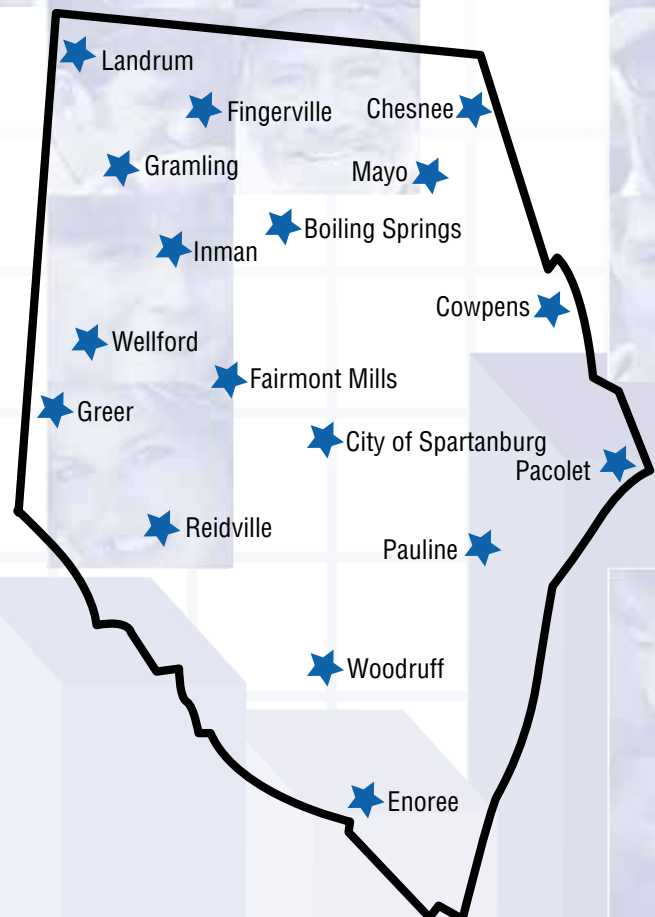 Landrum
Fingerville
Chesnee
Gramling
Mayo
Boiling Springs
Inman
Cowpens
Wellford
Fairmont Mills
Greer
City of Spartanburg
Pacolet
Reidville
Pauline
Woodruff
Enoree